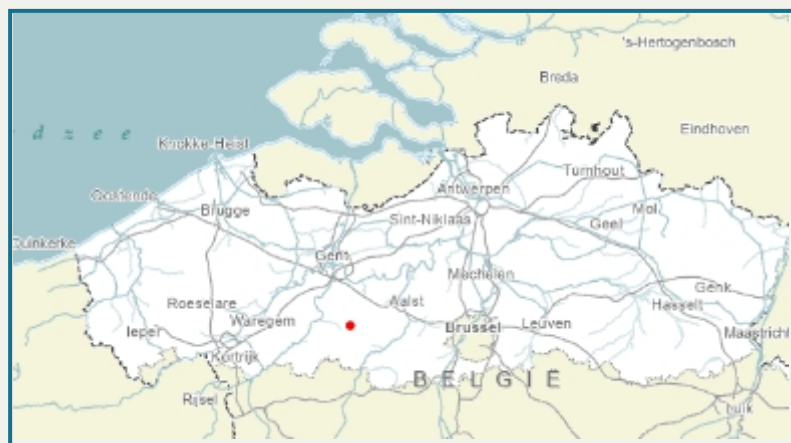 's-Hertogenbosch
Breda
d z e e
Eindhoven
Knokke-Heist
Turnhout
Antwerpen
Oostende
Mol
Brugge
Sint-Niklaas
Geel
Duinkerke
Gent
Mechelen
Genk
Roeselare
Aalst
Hasselt
Waregem
Ieper
Brussel
Leuven
Maastricht
Kortrijk
BELGIË
Rijsel
Luik